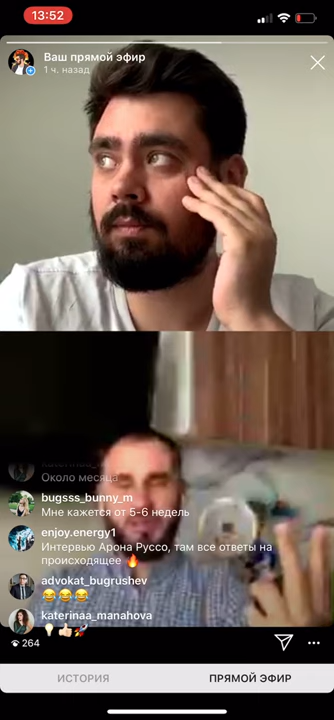 13:52
Ваш прямой эфир
1 ч. назад
Около месяца
bugsss_bunny_m
Мне кажется от 5-6 недель
enjoy.energy1
Интервью Арона Руссо, там все ответы на
происходящее 🔥
advokat_bugrushev
😂😂😂
katerinaa_manahova
💡👍🏻🚀
264
ИСТОРИЯ
ПРЯМОЙ ЭФИР